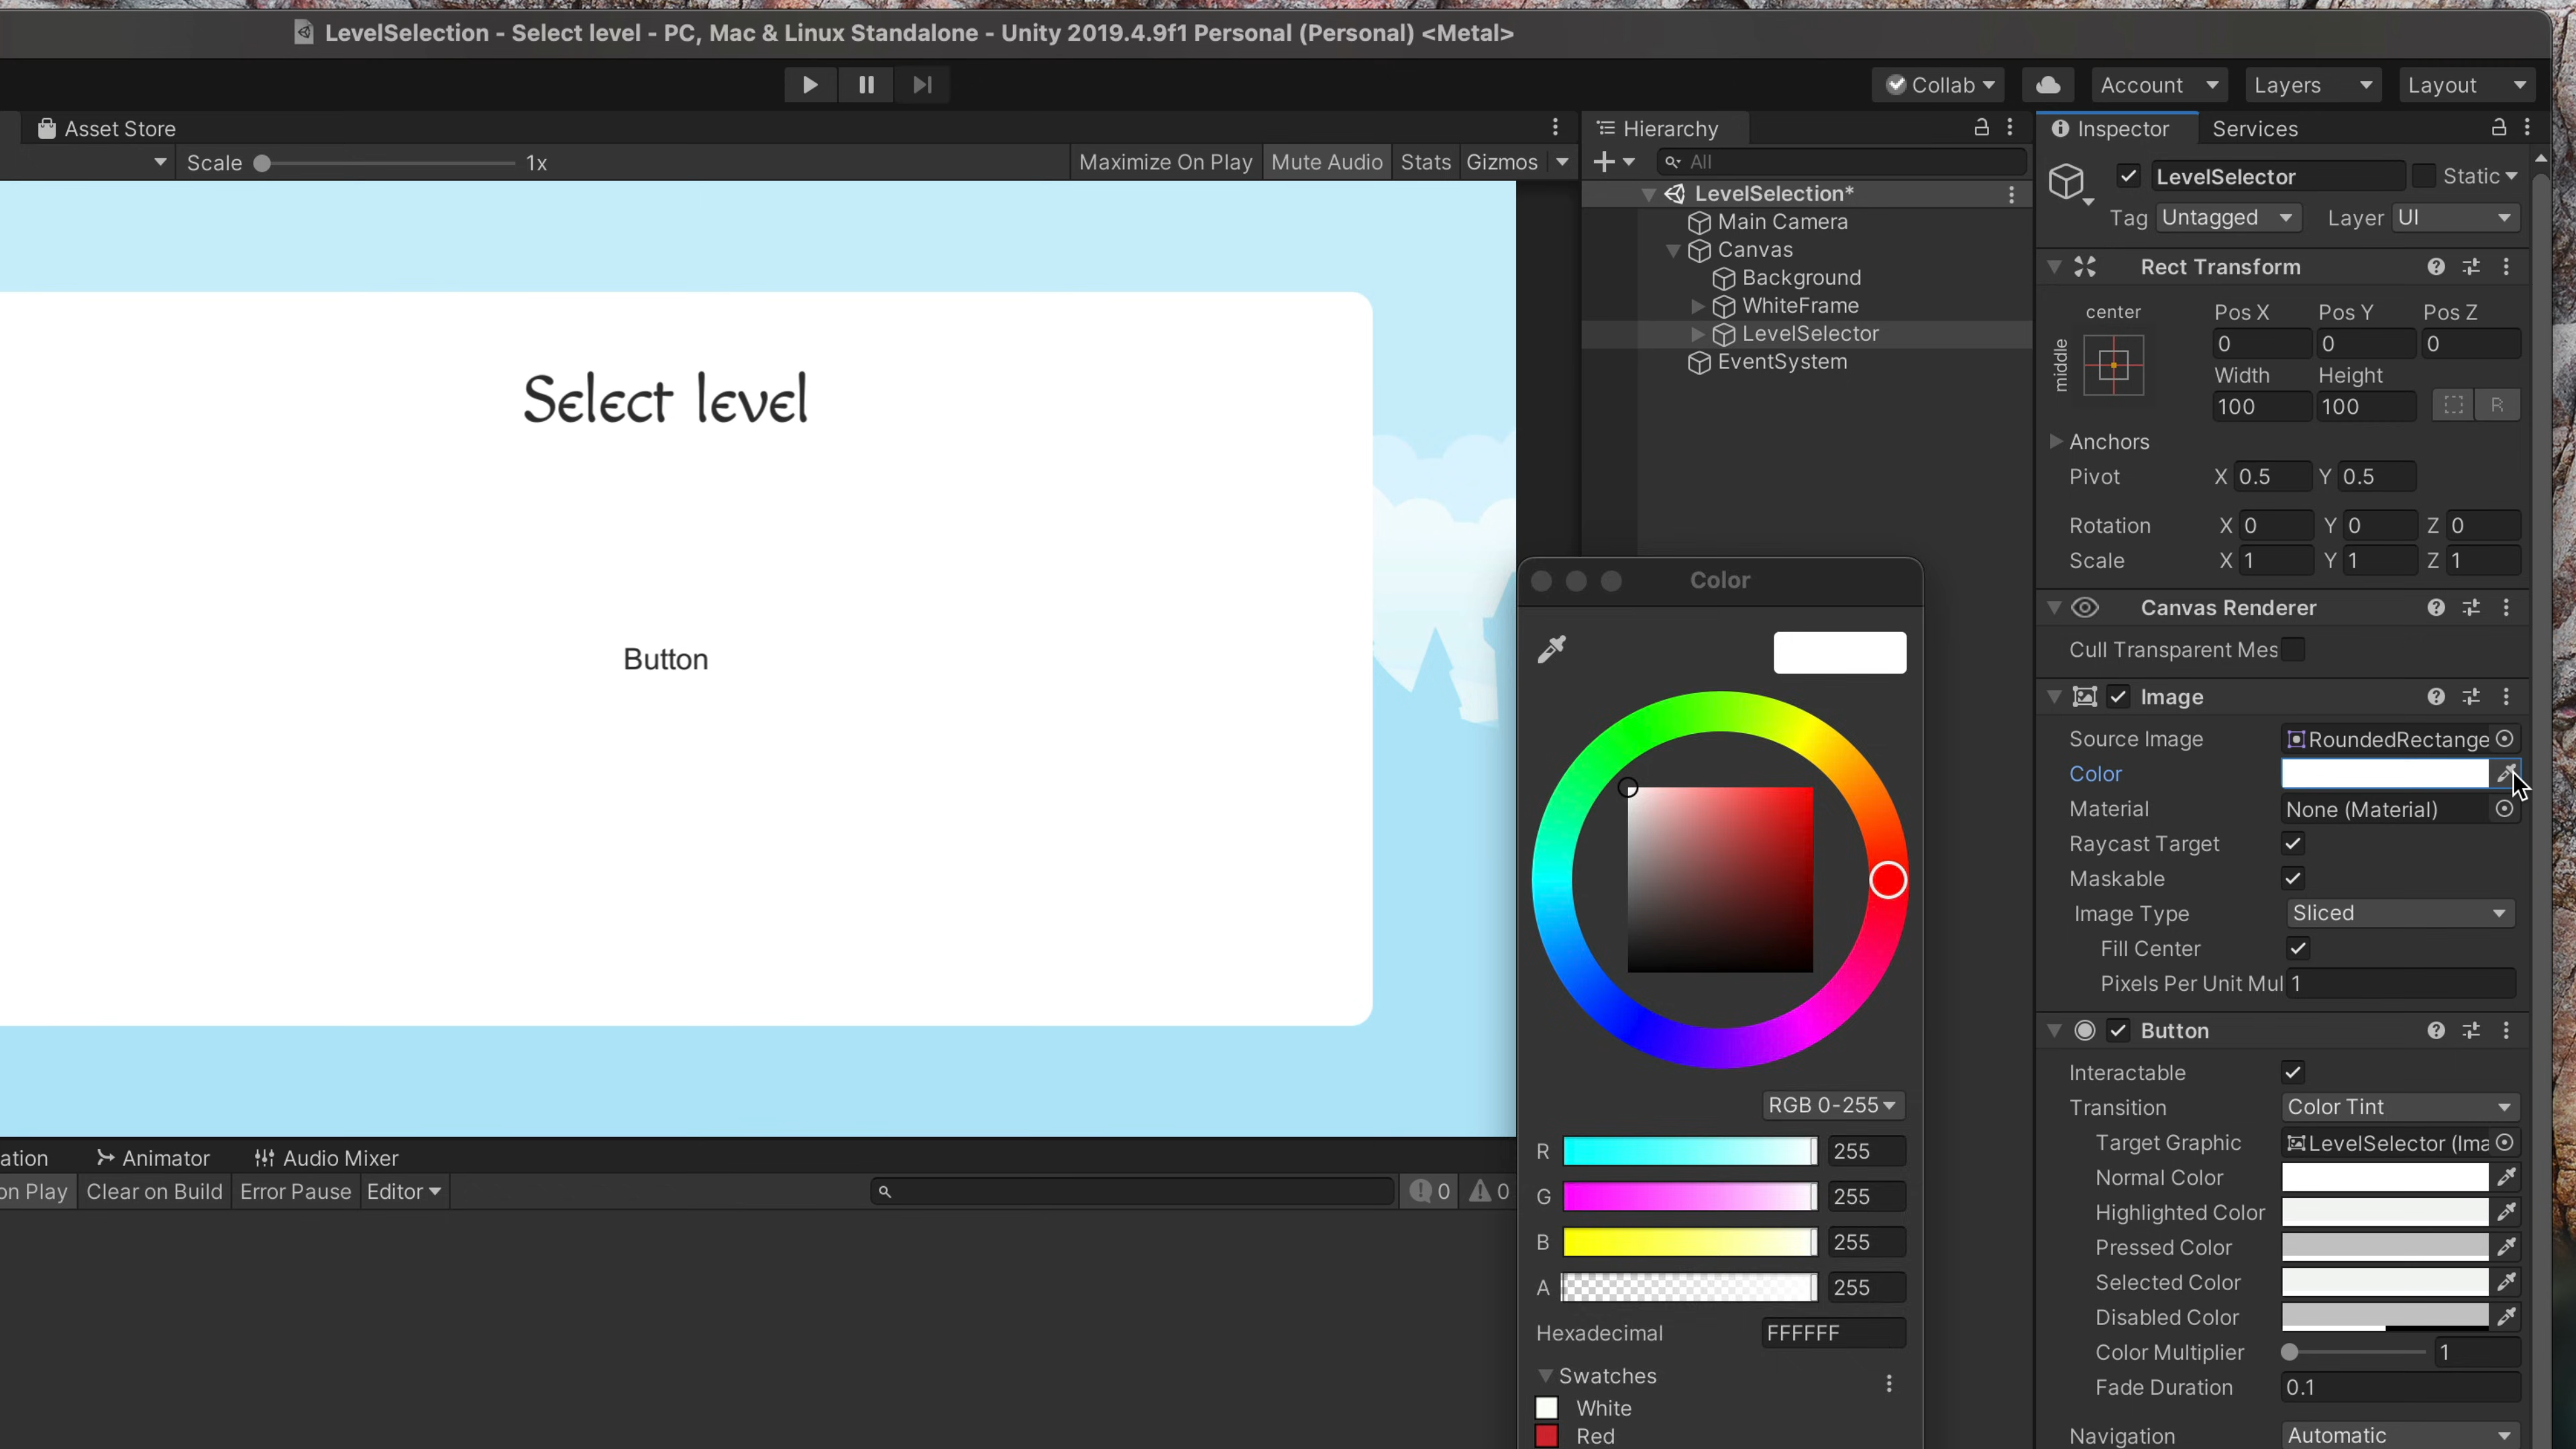 LevelSelection - Select level - PC, Mac & Linux Standalone - Unity 2019.4.9f1 Personal (Personal) <Metal>
Collab
Account
Layers
Layout
Asset Store
Scale
1x
Maximize On Play
Mute Audio
Stats
Gizmos
Select level
Button
Hierarchy
All
LevelSelection*
Main Camera
Canvas
Background
WhiteFrame
LevelSelector
EventSystem
Inspector
Services
LevelSelector
Static
Tag Untagged
Layer UI
Rect Transform
center
middle
Pos X Pos Y Pos Z
0 0 0
Width Height
100 100
R
Anchors
Pivot X 0.5 Y 0.5
Rotation X 0 Y 0 Z 0
Scale X 1 Y 1 Z 1
Canvas Renderer
Cull Transparent Mes
Image
Source Image RoundedRectange
Color
Material None (Material)
Raycast Target
Maskable
Image Type Sliced
Fill Center
Pixels Per Unit Mul 1
Button
Interactable
Transition Color Tint
Target Graphic LevelSelector (Ima
Normal Color
Highlighted Color
Pressed Color
Selected Color
Disabled Color
Color Multiplier 1
Fade Duration 0.1
Navigation Automatic
Color
RGB 0-255
R 255
G 255
B 255
A 255
Hexadecimal FFFFFF
Swatches
White
Red
ation
Animator
Audio Mixer
on Play
Clear on Build
Error Pause
Editor
0
0